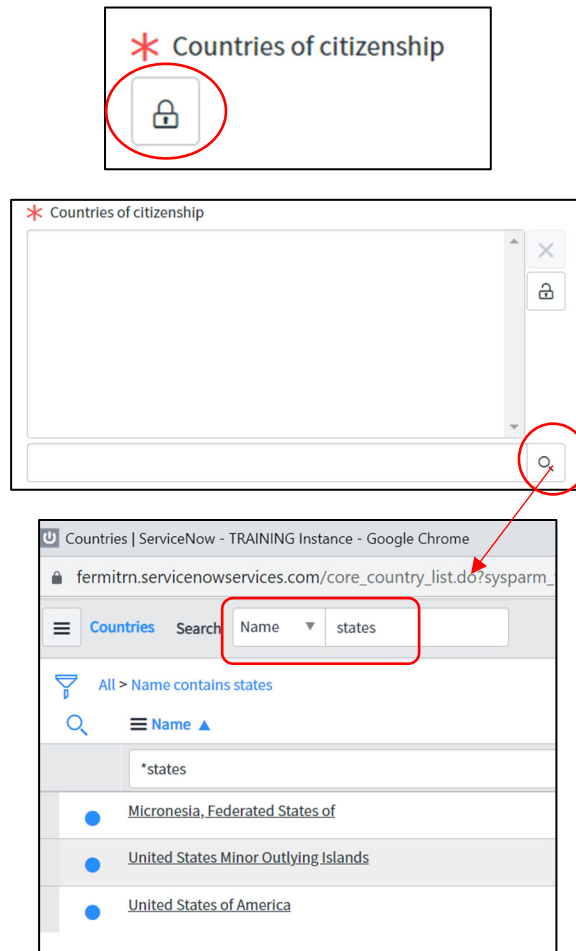 * Countries of citizenship
* Countries of citizenship
Countries | ServiceNow - TRAINING Instance - Google Chrome
fermitrn.servicenowservices.com/core_country_list.do?sysparm_
Countries Search Name ▼ states
All > Name contains states
Name ▲
*states
Micronesia, Federated States of
United States Minor Outlying Islands
United States of America